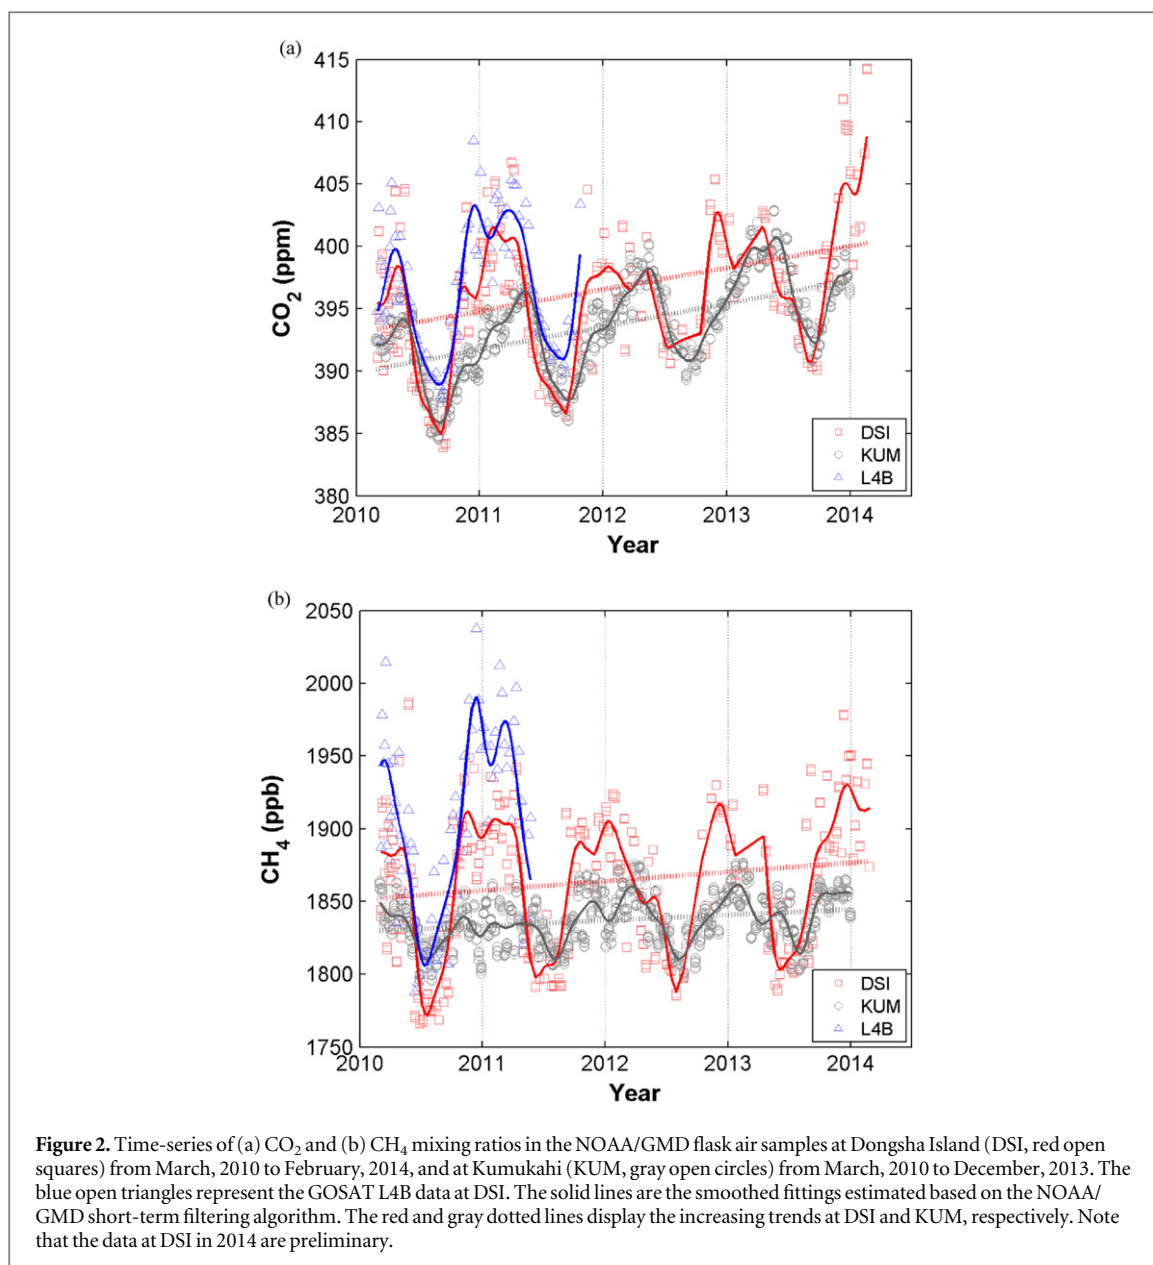 (a)
415
410
405
400
395
390
385
380
CO₂ (ppm)
2010 2011 2012 2013 2014
Year
DSI
KUM
L4B
(b)
2050
2000
1950
1900
1850
1800
1750
CH₄ (ppb)
2010 2011 2012 2013 2014
Year
DSI
KUM
L4B
Figure 2. Time-series of (a) CO₂ and (b) CH₄ mixing ratios in the NOAA/GMD flask air samples at Dongsha Island (DSI, red open
squares) from March, 2010 to February, 2014, and at Kumukahi (KUM, gray open circles) from March, 2010 to December, 2013. The
blue open triangles represent the GOSAT L4B data at DSI. The solid lines are the smoothed fittings estimated based on the NOAA/
GMD short-term filtering algorithm. The red and gray dotted lines display the increasing trends at DSI and KUM, respectively. Note
that the data at DSI in 2014 are preliminary.